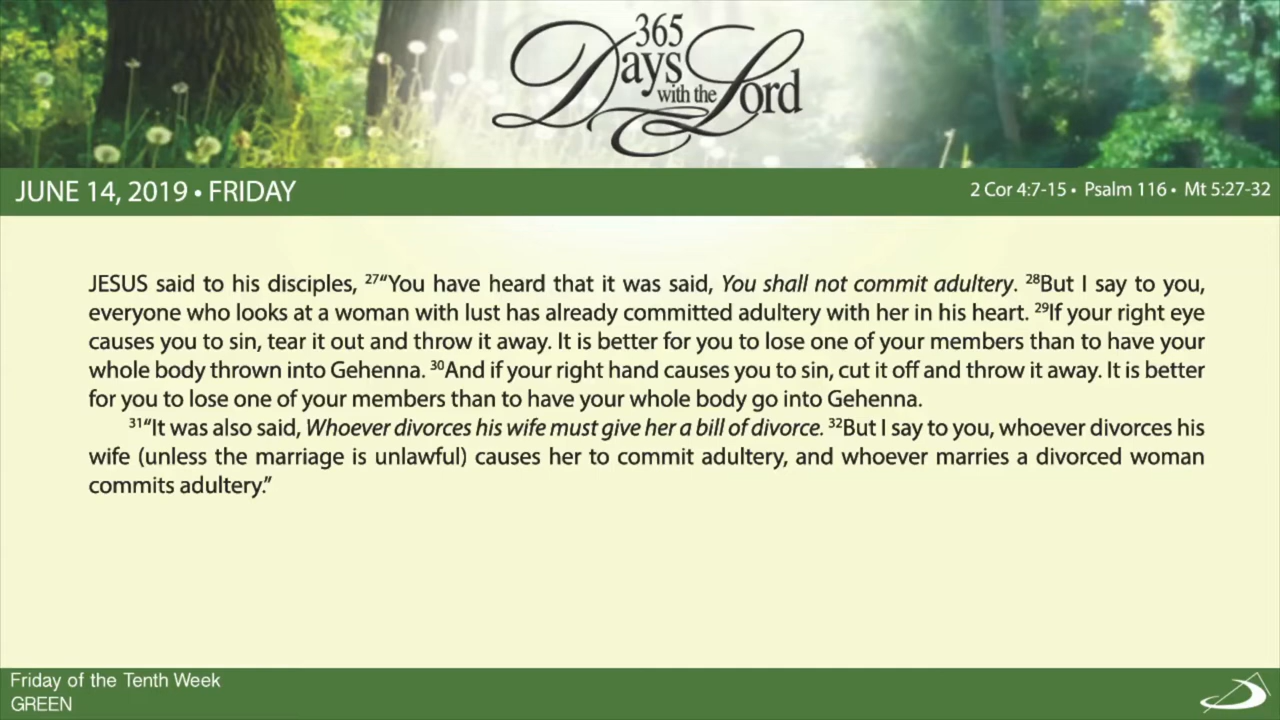 365
Days
with the
Lord
JUNE 14, 2019 • FRIDAY
2 Cor 4:7-15 • Psalm 116 • Mt 5:27-32
JESUS said to his disciples, 27“You have heard that it was said, You shall not commit adultery. 28But I say to you,
everyone who looks at a woman with lust has already committed adultery with her in his heart. 29If your right eye
causes you to sin, tear it out and throw it away. It is better for you to lose one of your members than to have your
whole body thrown into Gehenna. 30And if your right hand causes you to sin, cut it off and throw it away. It is better
for you to lose one of your members than to have your whole body go into Gehenna.
31“It was also said, Whoever divorces his wife must give her a bill of divorce. 32But I say to you, whoever divorces his
wife (unless the marriage is unlawful) causes her to commit adultery, and whoever marries a divorced woman
commits adultery.”
Friday of the Tenth Week
GREEN